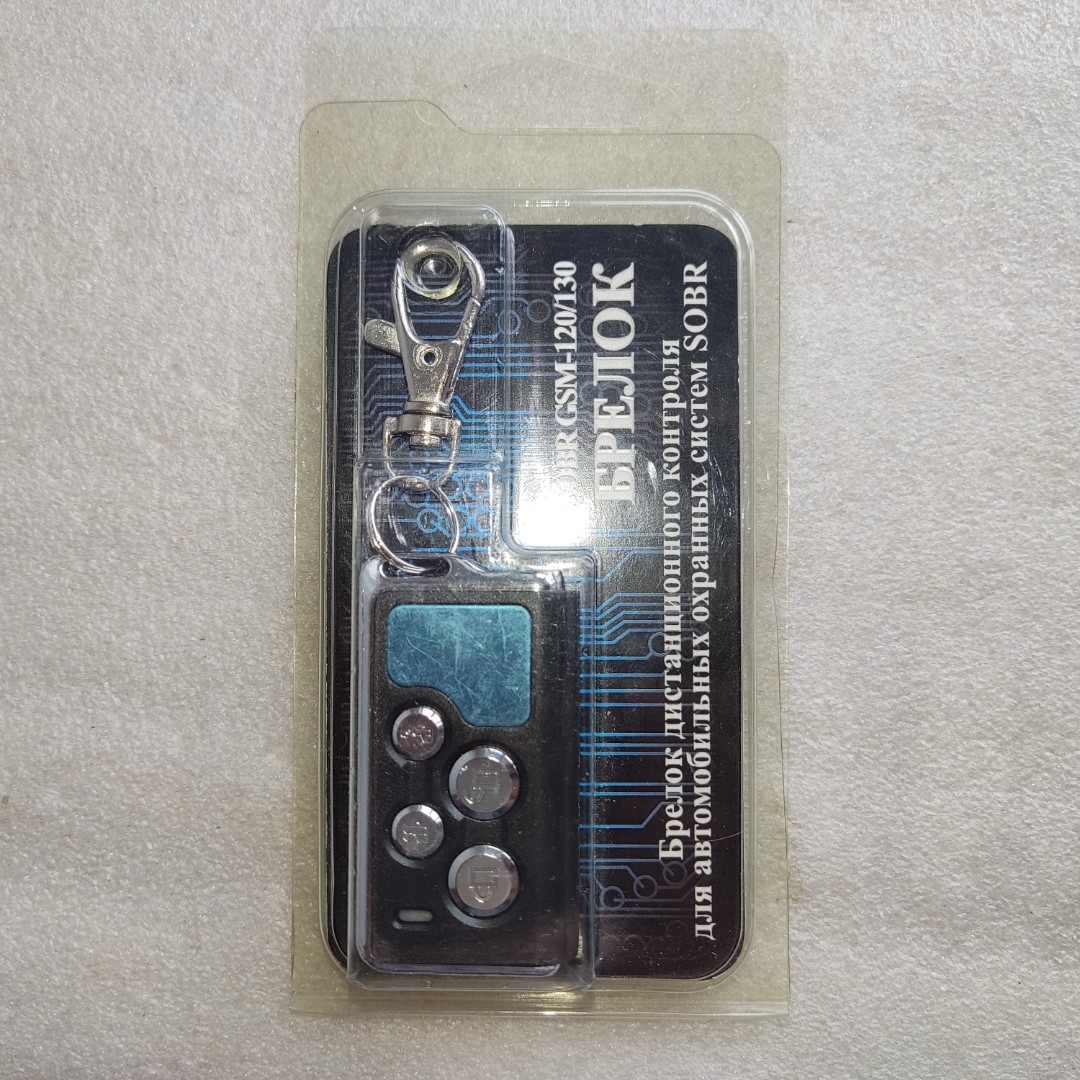 SOBR GSM-120/130
БРЕЛОК
Брелок дистанционного контроля
для автомобильных охранных систем SOBR